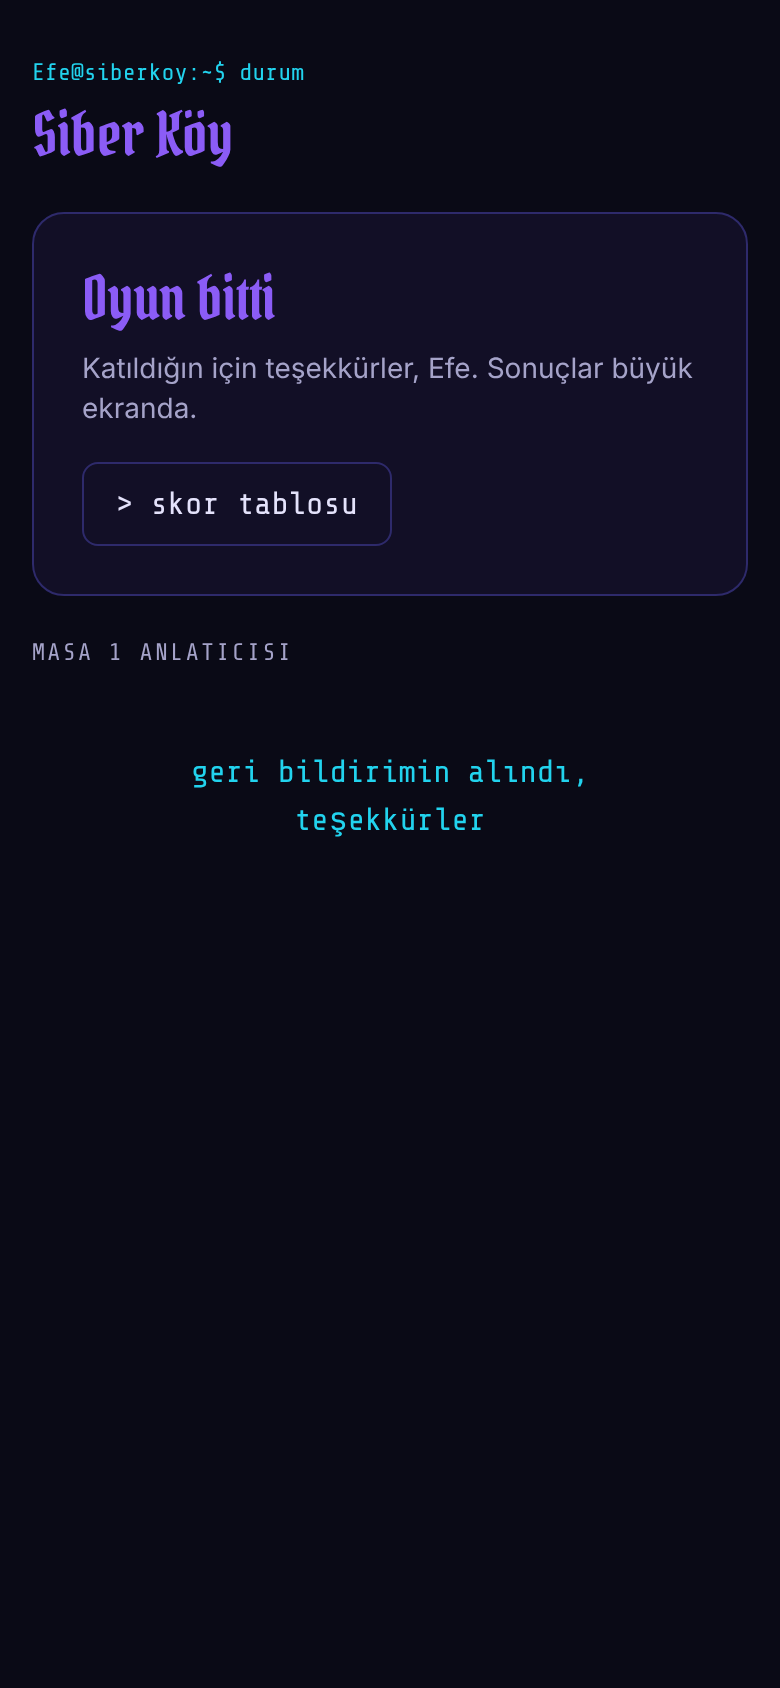 Efe@siberkoy:~$ durum
Siber Köy
Oyun bitti
Katıldığın için teşekkürler, Efe. Sonuçlar büyük
ekranda.
> skor tablosu
MASA 1 ANLATICISI
geri bildirimin alındı,
teşekkürler